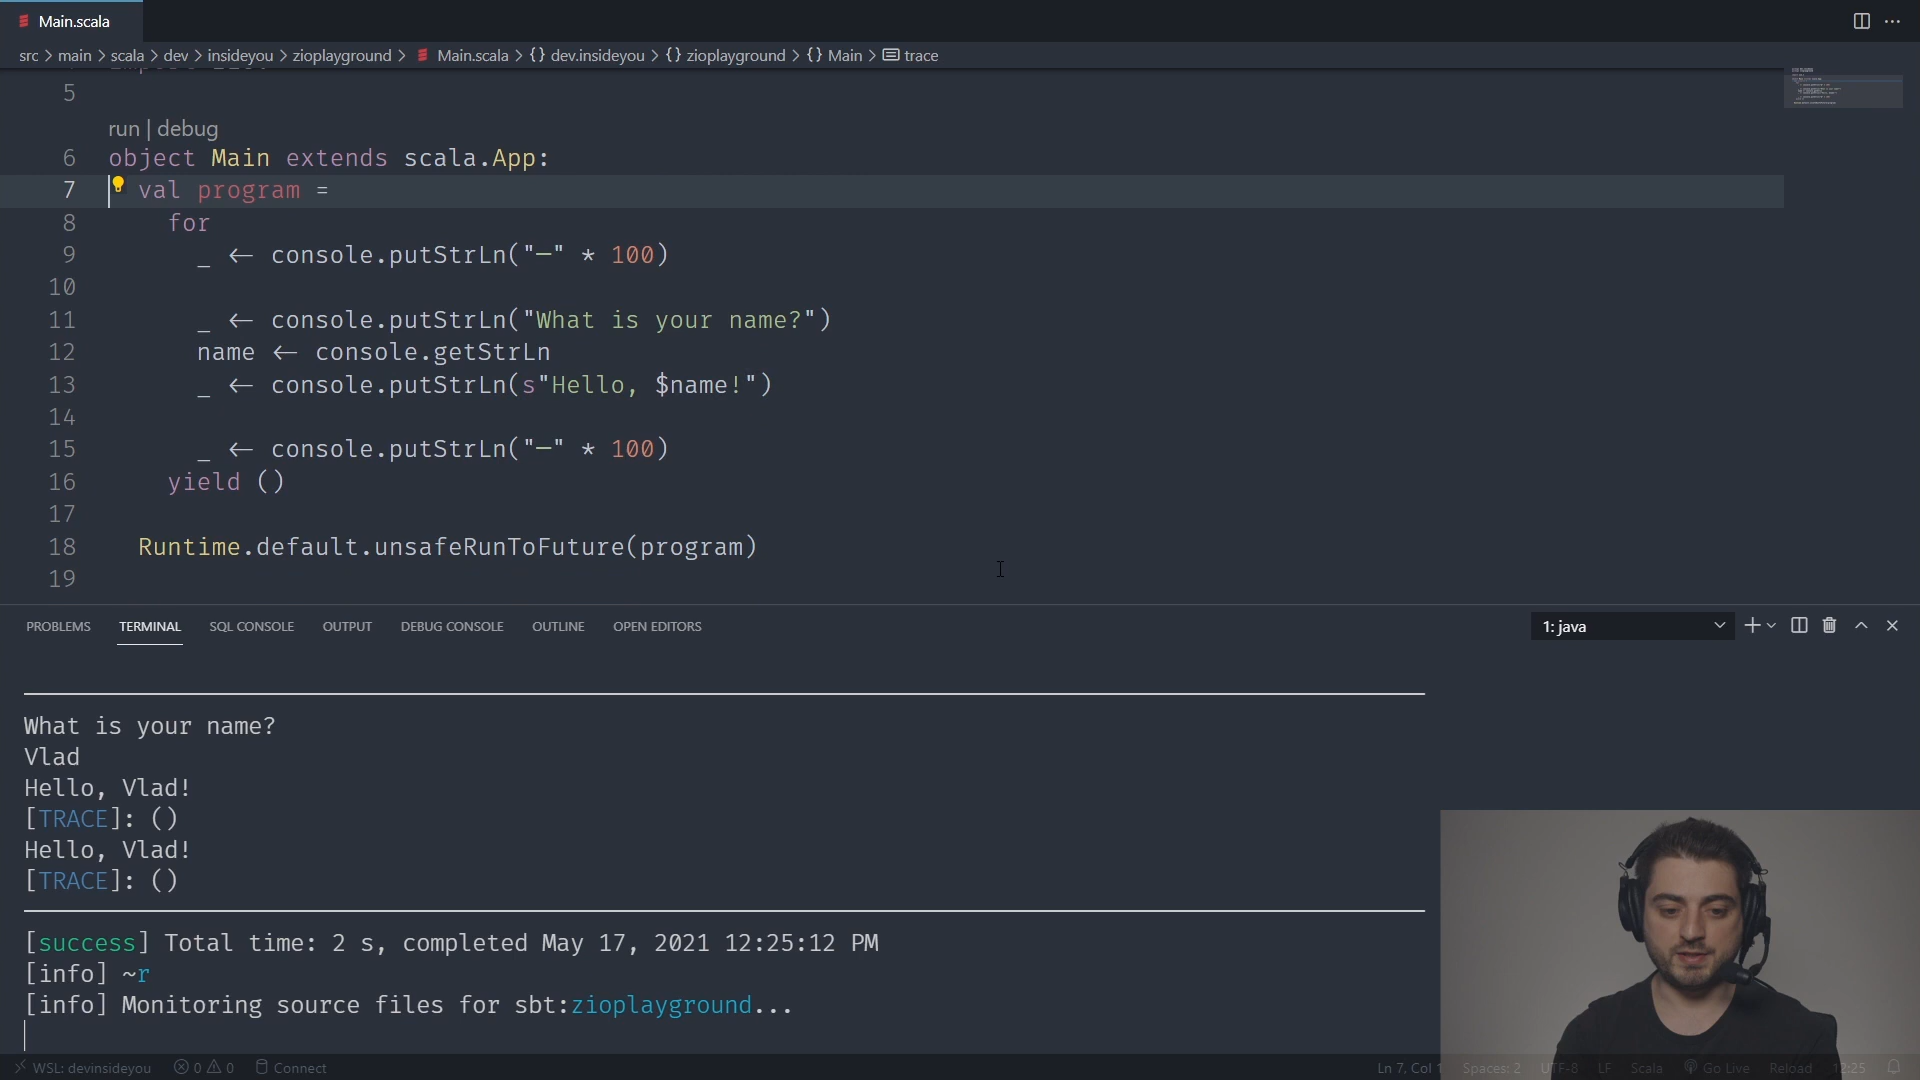 Main.scala
src > main > scala > dev > insideyou > zioplayground > Main.scala > {} dev.insideyou > {} zioplayground > {} Main > trace
5
run | debug
6 object Main extends scala.App:
7 val program =
8 for
9 _ ← console.putStrLn("—" * 100)
10
11 _ ← console.putStrLn("What is your name?")
12 name ← console.getStrLn
13 _ ← console.putStrLn(s"Hello, $name!")
14
15 _ ← console.putStrLn("—" * 100)
16 yield ()
17
18 Runtime.default.unsafeRunToFuture(program)
19
PROBLEMS TERMINAL SQL CONSOLE OUTPUT DEBUG CONSOLE OUTLINE OPEN EDITORS 1: java
What is your name?
Vlad
Hello, Vlad!
[TRACE]: ()
Hello, Vlad!
[TRACE]: ()
[success] Total time: 2 s, completed May 17, 2021 12:25:12 PM
[info] ~r
[info] Monitoring source files for sbt:zioplayground...
WSL: devinsideyou 0 0 Connect Ln 7, Col 1 Spaces: 2 UTF-8 LF Scala Go Live Reload 12:25